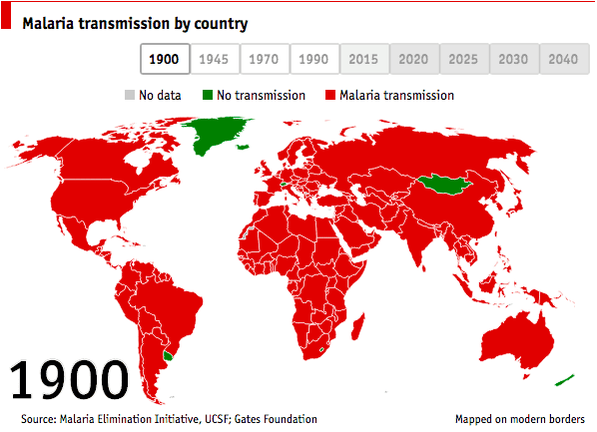 Malaria transmission by country
1900 1945 1970 1990 2015 2020 2025 2030 2040
No data No transmission Malaria transmission
1900
Source: Malaria Elimination Initiative, UCSF; Gates Foundation Mapped on modern borders